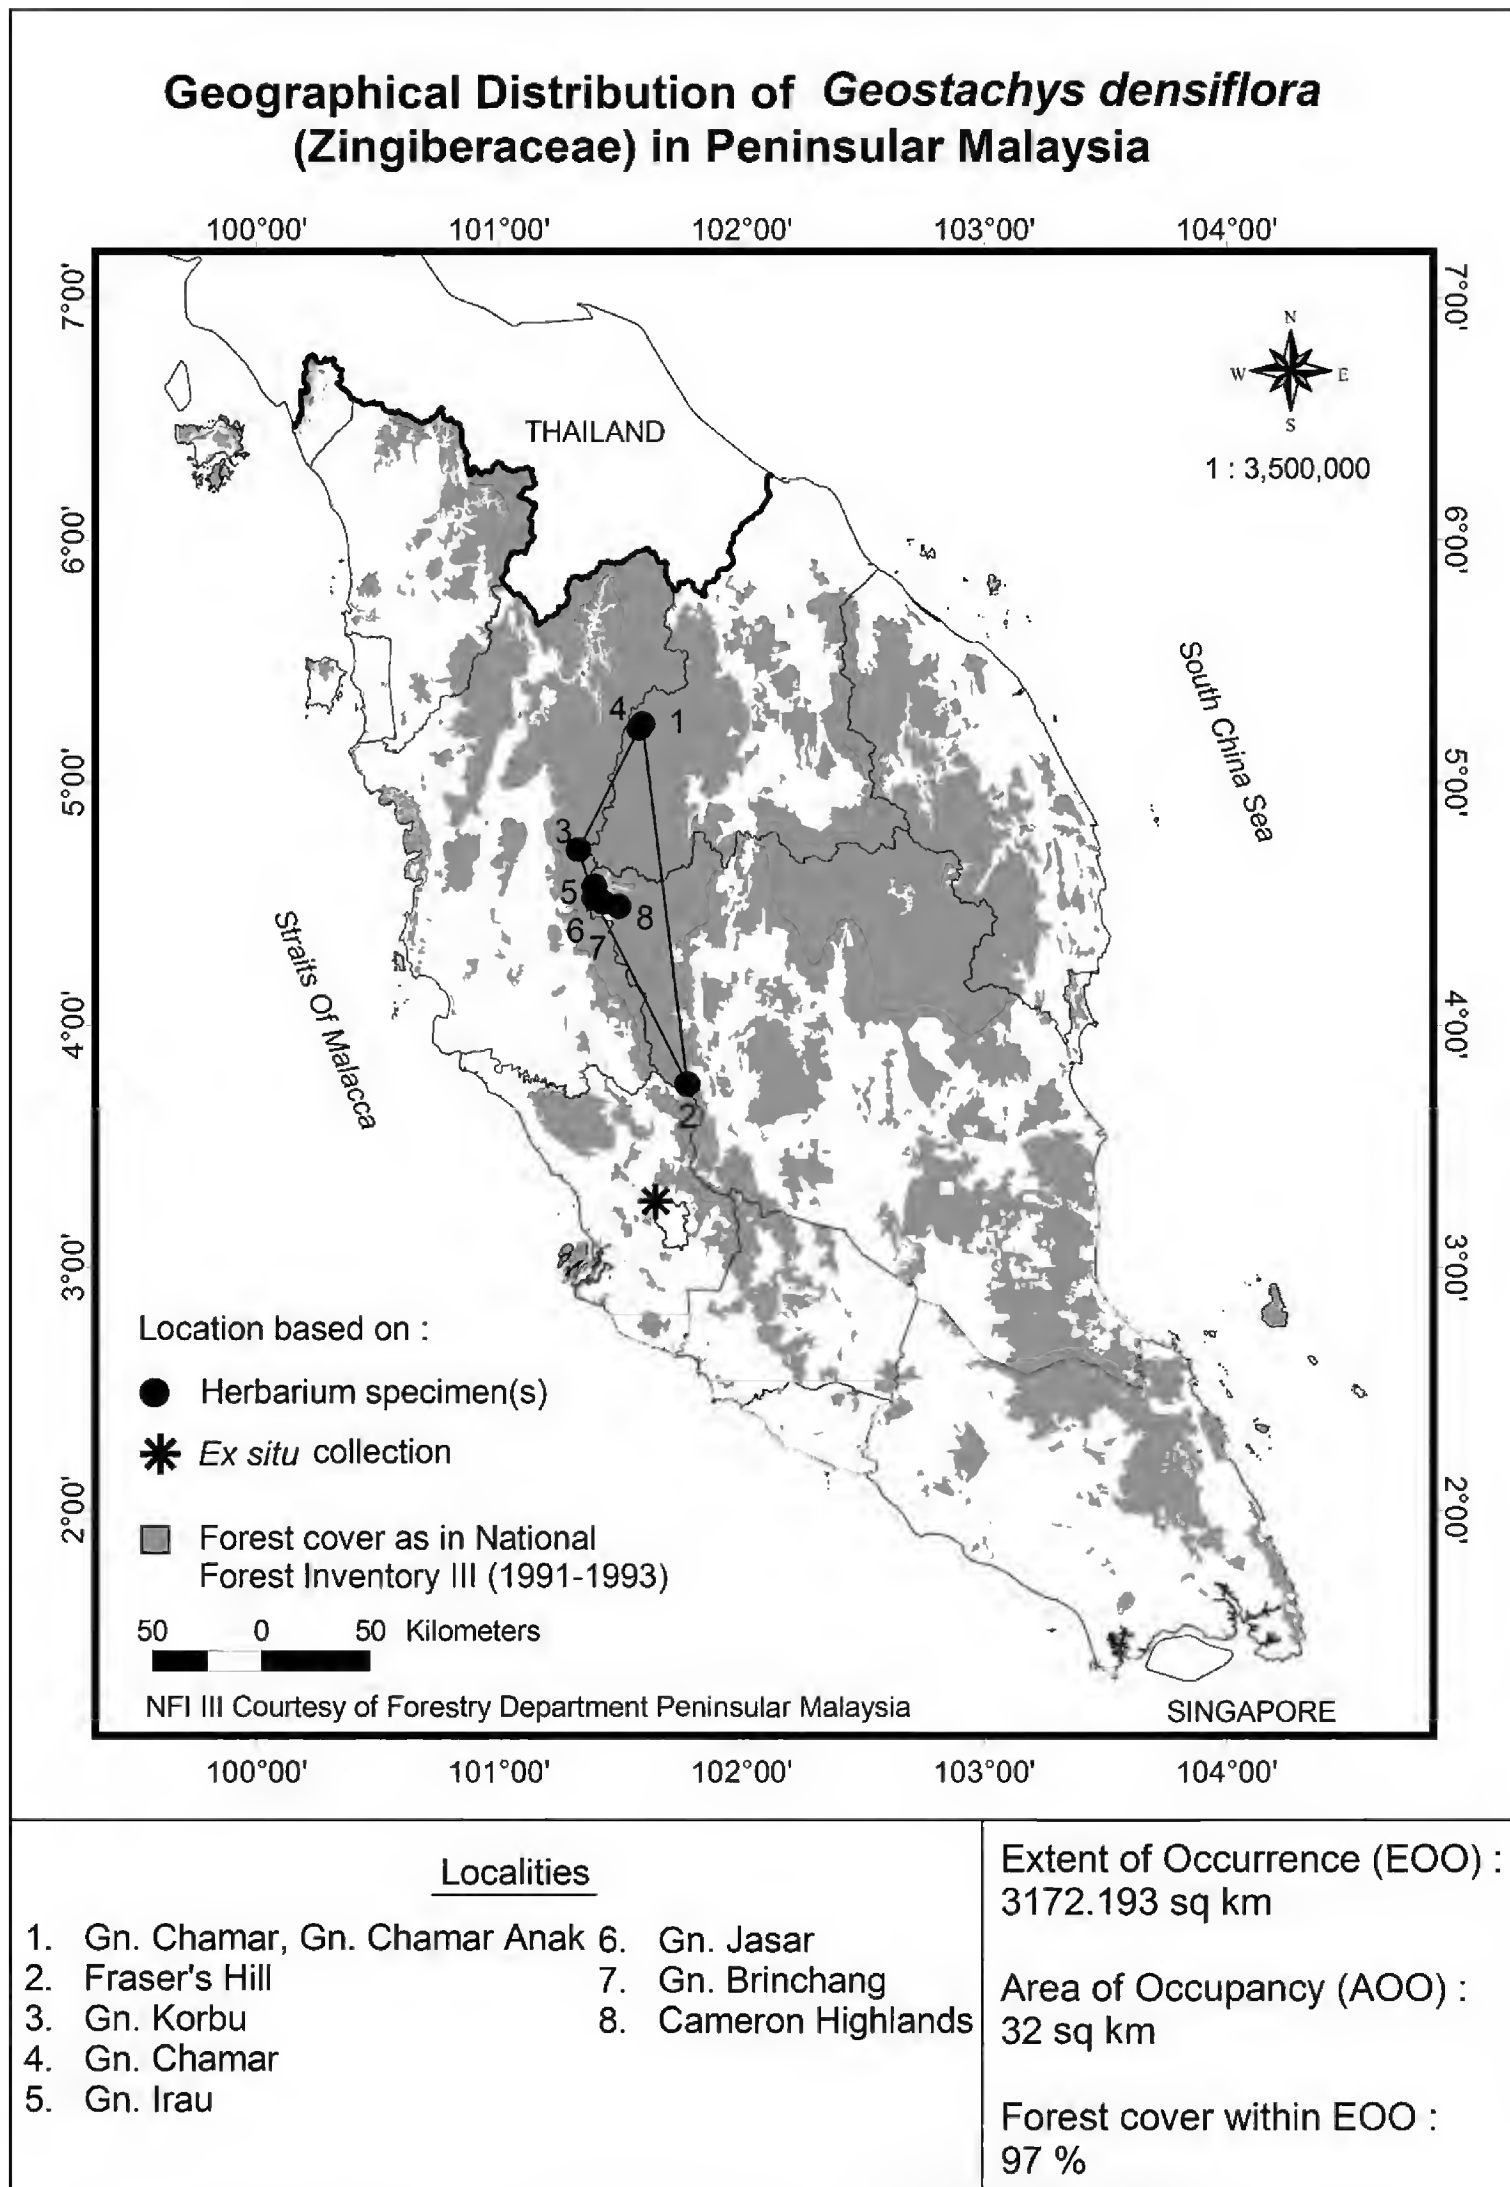 Geographical Distribution of Geostachys densiflora
(Zingiberaceae) in Peninsular Malaysia
100°00' 101°00' 102°00' 103°00' 104°00'
7°00' 7°00'
N
W E
S
1 : 3,500,000
THAILAND
6°00' 6°00'
South China Sea
4 1
5°00' 5°00'
3
5 8
6 7
Straits Of Malacca
4°00' 4°00'
2
3°00' 3°00'
Location based on :
Herbarium specimen(s)
Ex situ collection
2°00' 2°00'
Forest cover as in National
Forest Inventory III (1991-1993)
50 0 50 Kilometers
NFI III Courtesy of Forestry Department Peninsular Malaysia
SINGAPORE
100°00' 101°00' 102°00' 103°00' 104°00'
Localities
1. Gn. Chamar, Gn. Chamar Anak
2. Fraser's Hill
3. Gn. Korbu
4. Gn. Chamar
5. Gn. Irau
6. Gn. Jasar
7. Gn. Brinchang
8. Cameron Highlands
Extent of Occurrence (EOO) :
3172.193 sq km
Area of Occupancy (AOO) :
32 sq km
Forest cover within EOO :
97 %